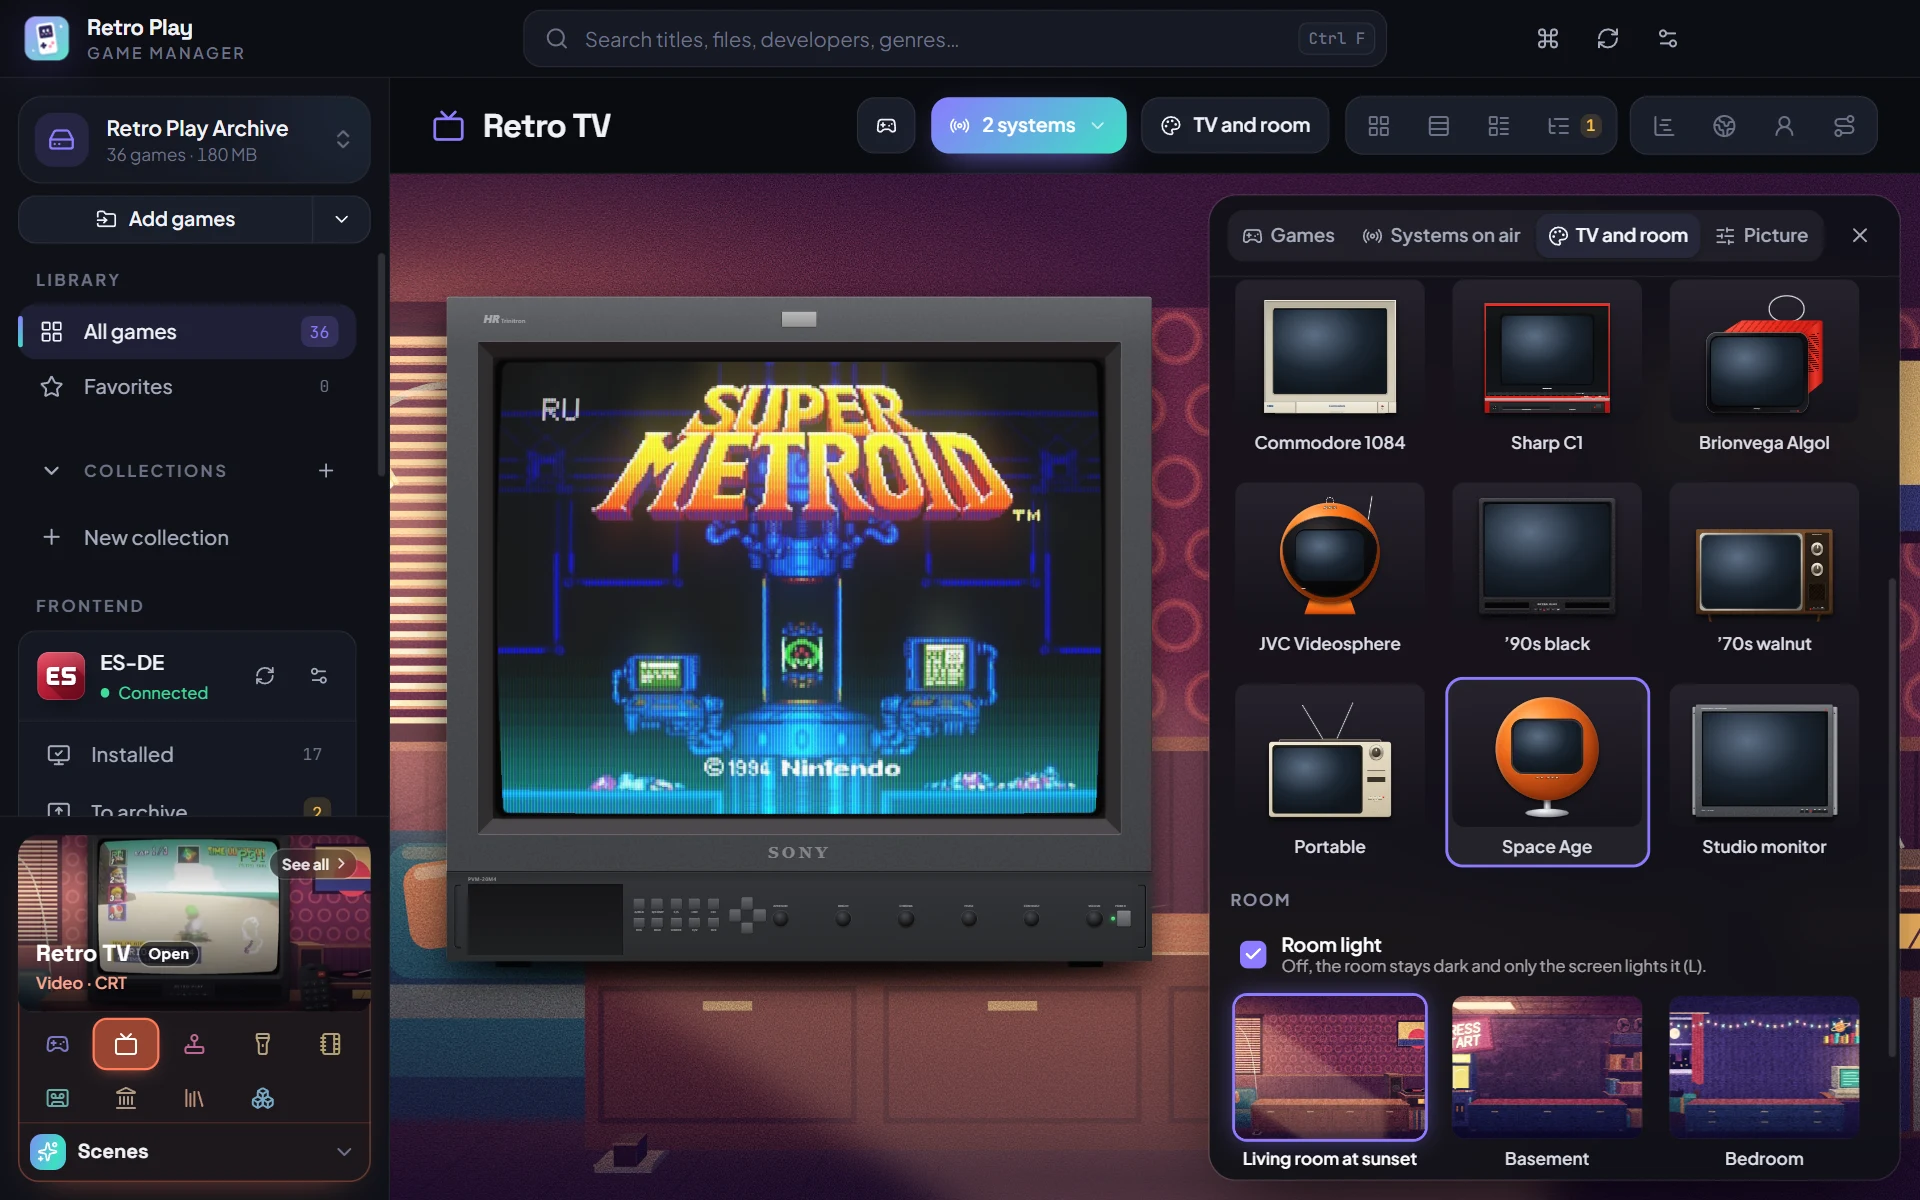 Retro Play
GAME MANAGER
Search titles, files, developers, genres...
Ctrl F
Retro Play Archive
36 games · 180 MB
Add games
LIBRARY
All games
36
Favorites
0
COLLECTIONS
New collection
FRONTEND
ES
ES-DE
Connected
Installed
17
To archive
2
See all
Retro TV
Open
Video · CRT
Scenes
Retro TV
2 systems
TV and room
1
HR Trinitron
RU
SUPER
METROID
TM
© 1994 Nintendo
SONY
PVM-20M4
Games
Systems on air
TV and room
Picture
Commodore 1084
Sharp C1
Brionvega Algol
JVC Videosphere
’90s black
’70s walnut
Portable
Space Age
Studio monitor
ROOM
Room light
Off, the room stays dark and only the screen lights it (L).
Living room at sunset
Basement
Bedroom